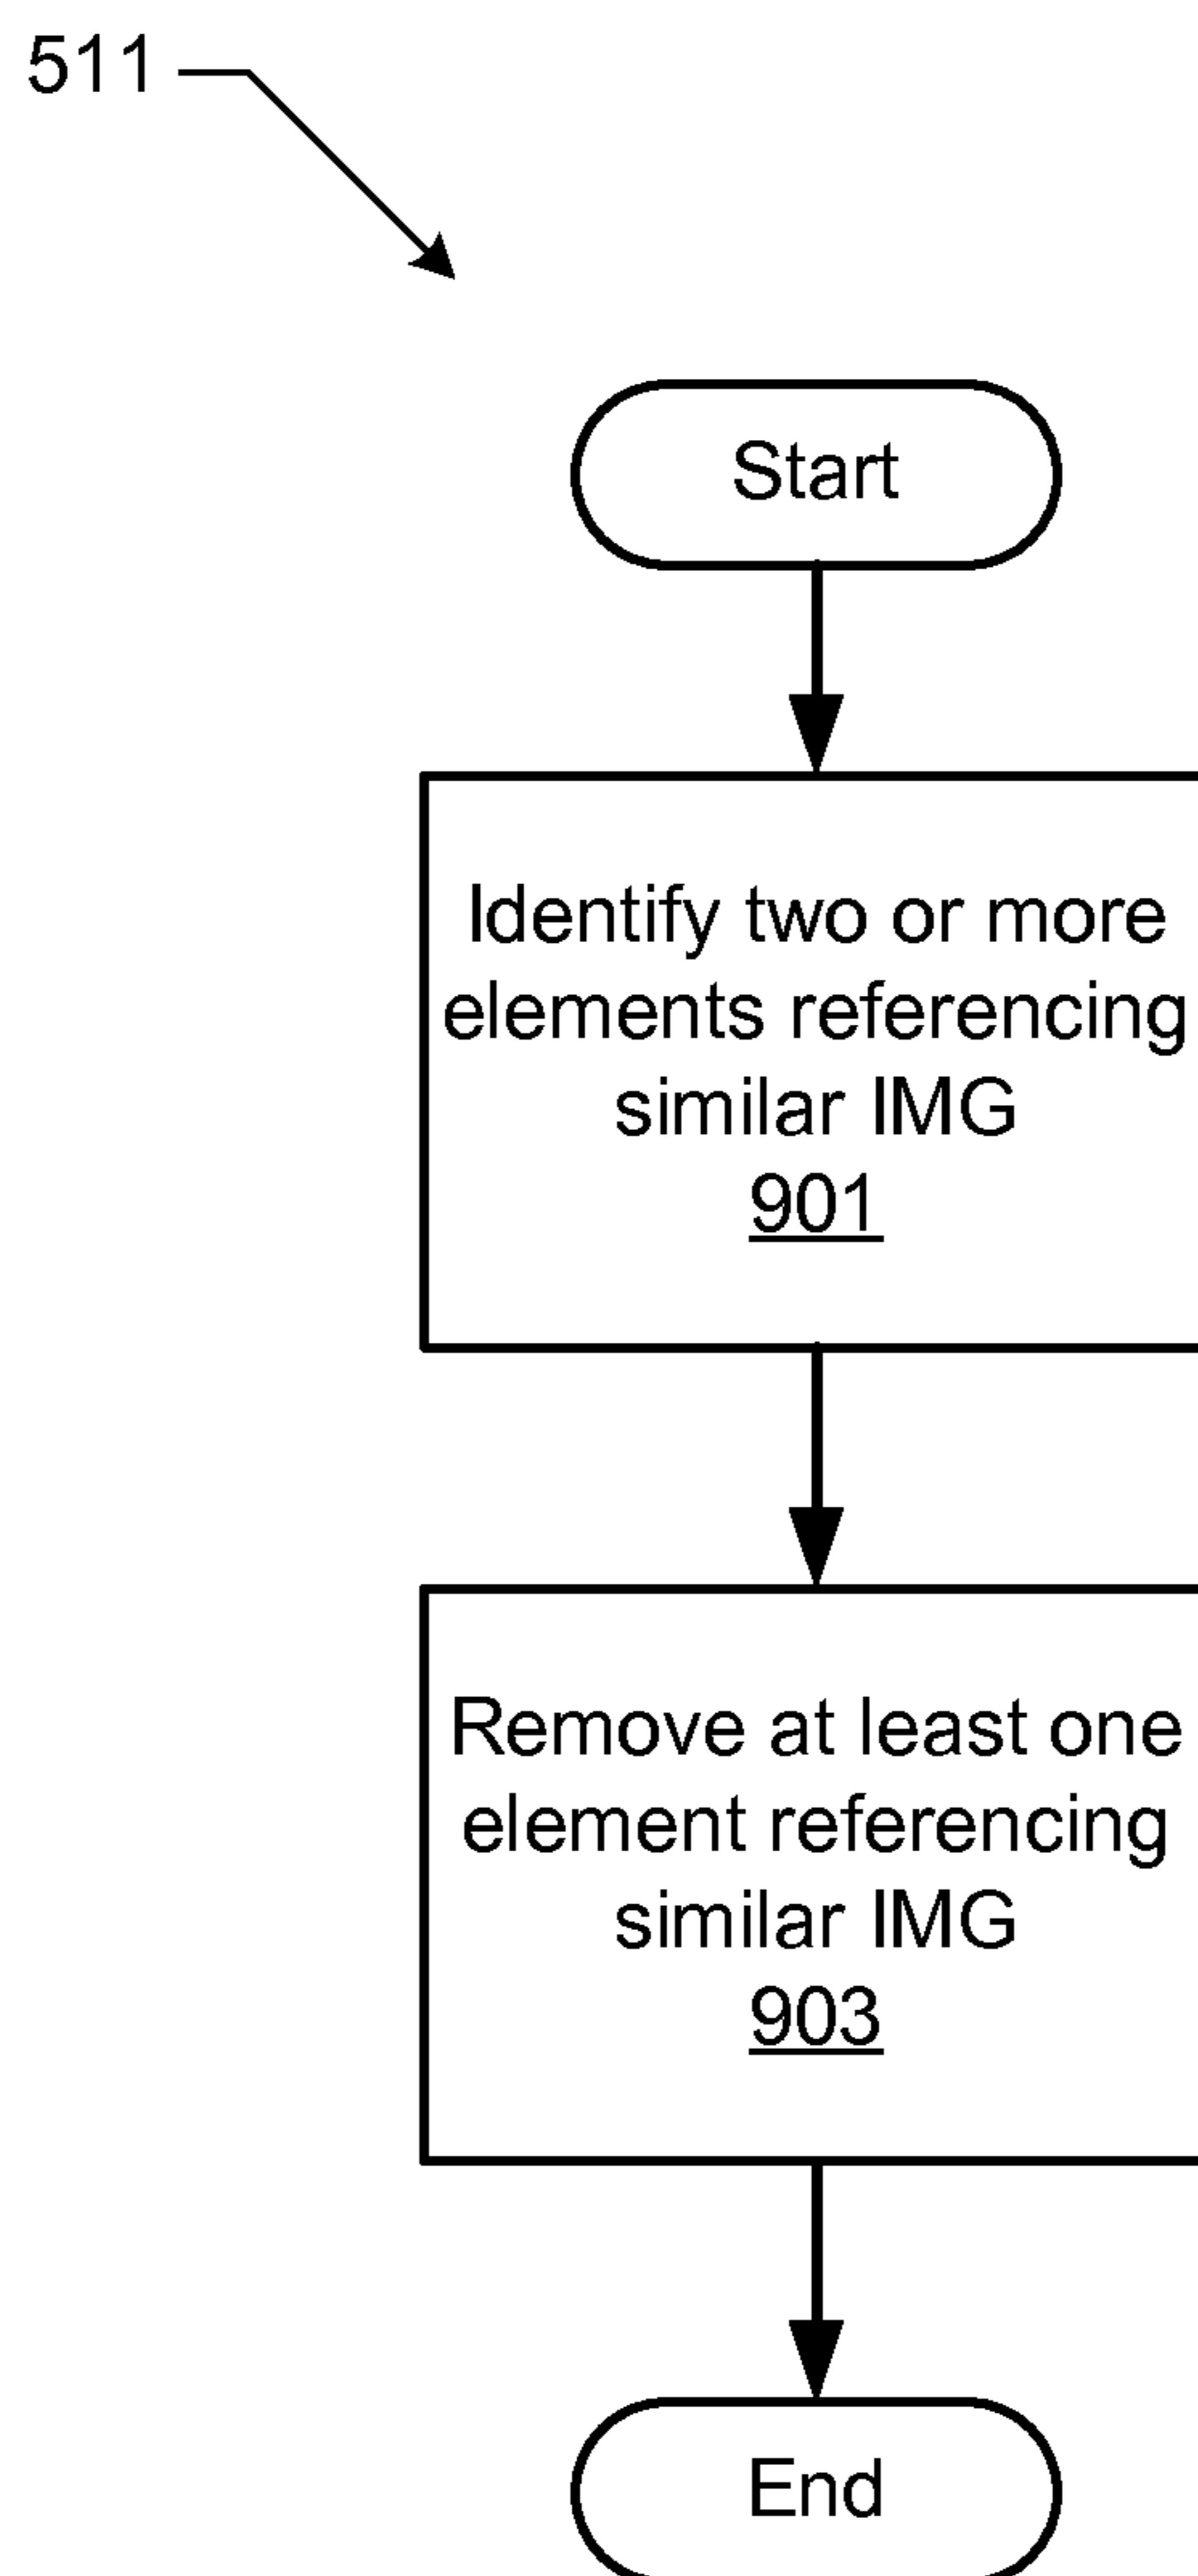 511
Start
Identify two or more
elements referencing
similar IMG
901
Remove at least one
element referencing
similar IMG
903
End